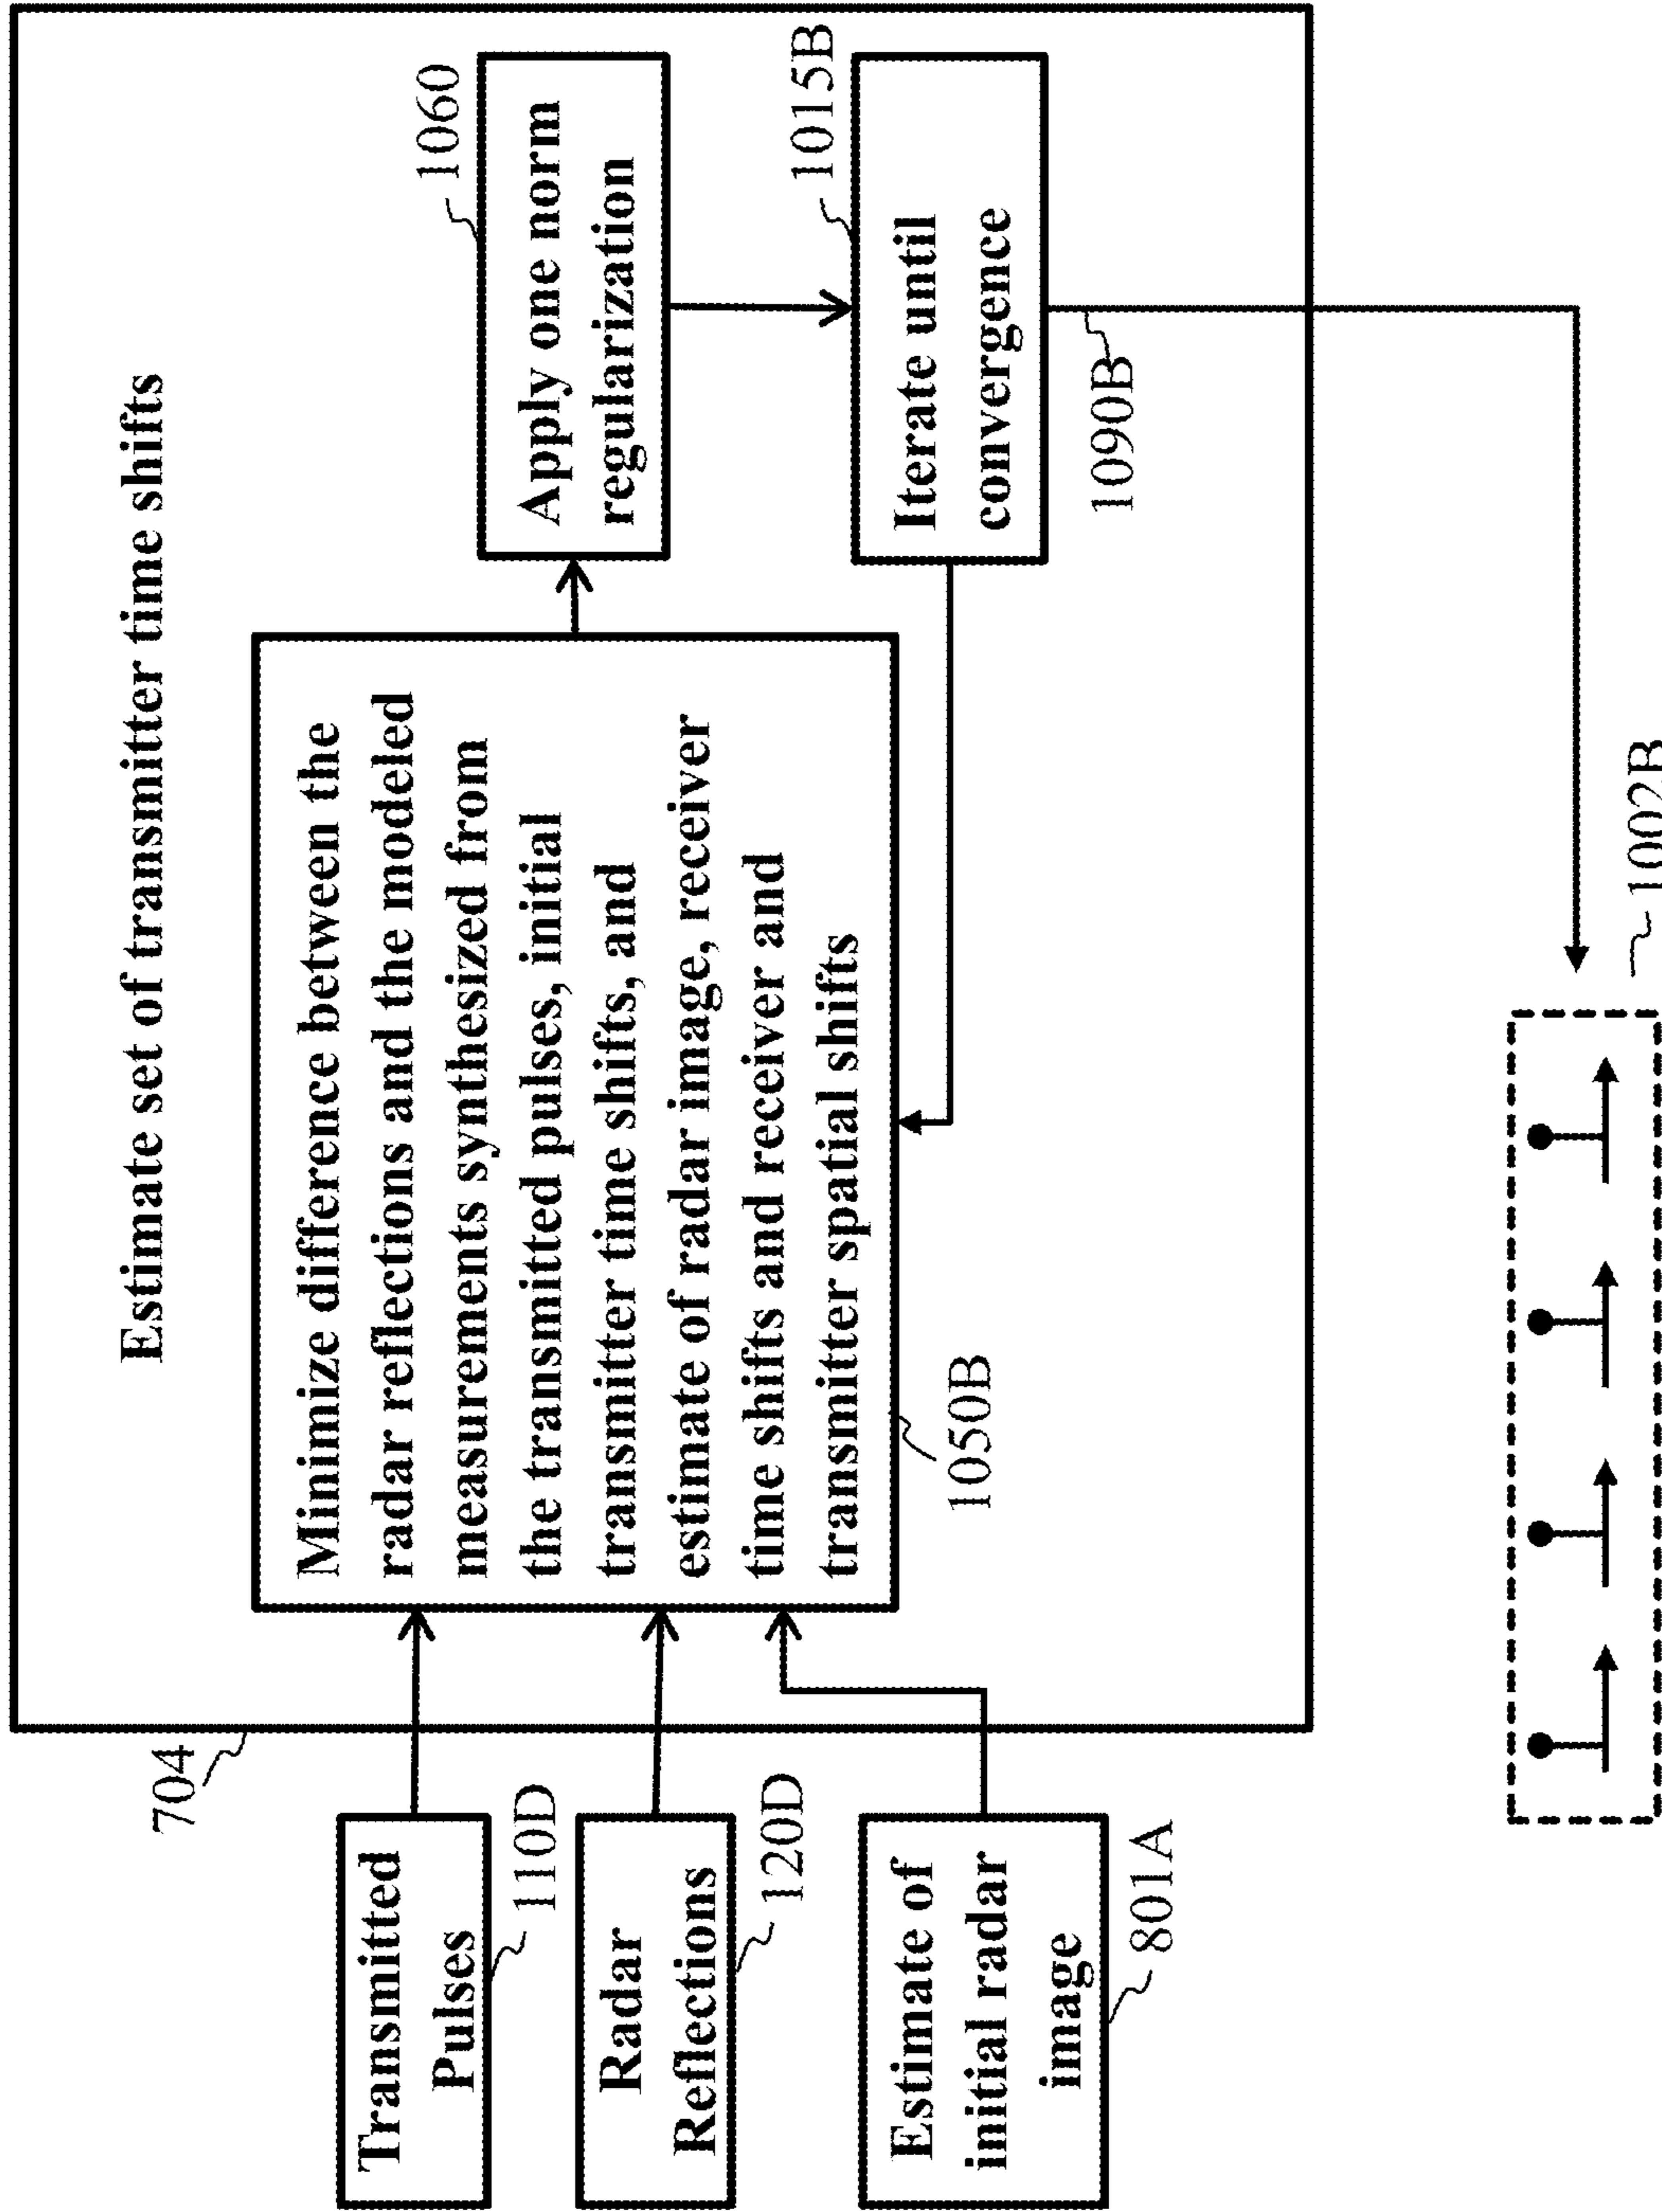 Estimate set of transmitter time shifts
704
Transmitted
Pulses
110D
Radar
Reflections
120D
Estimate of
initial radar
image
801A
Minimize difference between the
radar reflections and the modeled
measurements synthesized from
the transmitted pulses, initial
transmitter time shifts, and
estimate of radar image, receiver
time shifts and receiver and
transmitter spatial shifts
1050B
Apply one norm
regularization
1060
Iterate until
convergence
1015B
1090B
1002B